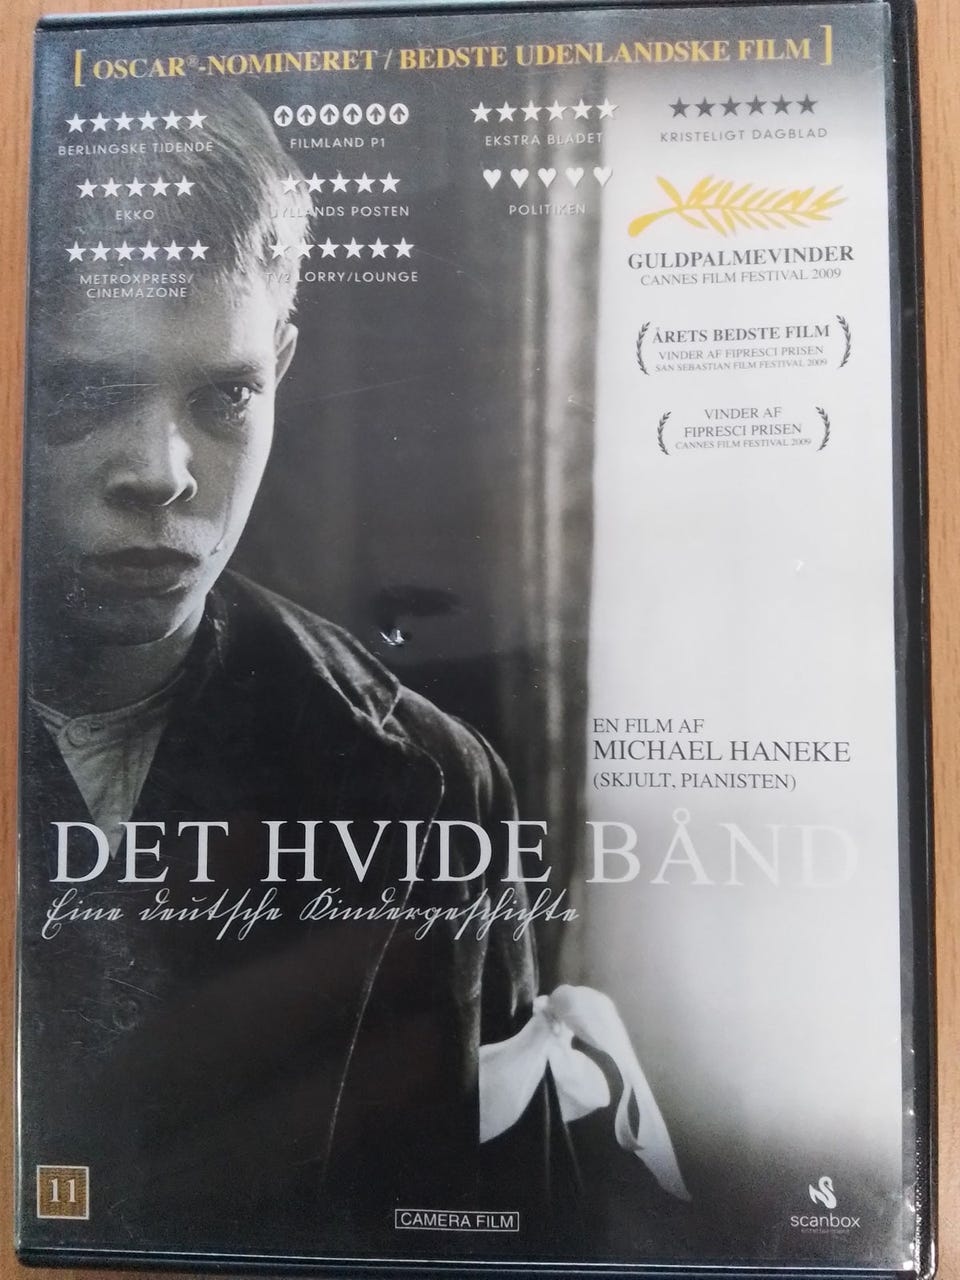 [ OSCAR®-NOMINERET / BEDSTE UDENLANDSKE FILM ]
BERLINGSKE TIDENDE
FILMLAND P1
EKSTRA BLADET
KRISTELIGT DAGBLAD
EKKO
JYLLANDS POSTEN
POLITIKEN
METROXPRESS/
CINEMAZONE
TV2 LORRY/LOUNGE
GULDPALMEVINDER
CANNES FILM FESTIVAL 2009
ÅRETS BEDSTE FILM
VINDER AF FIPRESCI PRISEN
SAN SEBASTIAN FILM FESTIVAL 2009
VINDER AF
FIPRESCI PRISEN
CANNES FILM FESTIVAL 2009
EN FILM AF
MICHAEL HANEKE
(SKJULT, PIANISTEN)
DET HVIDE BÅND
Eine deutsche Kindergeschichte
11
CAMERA FILM
scanbox
entertainment